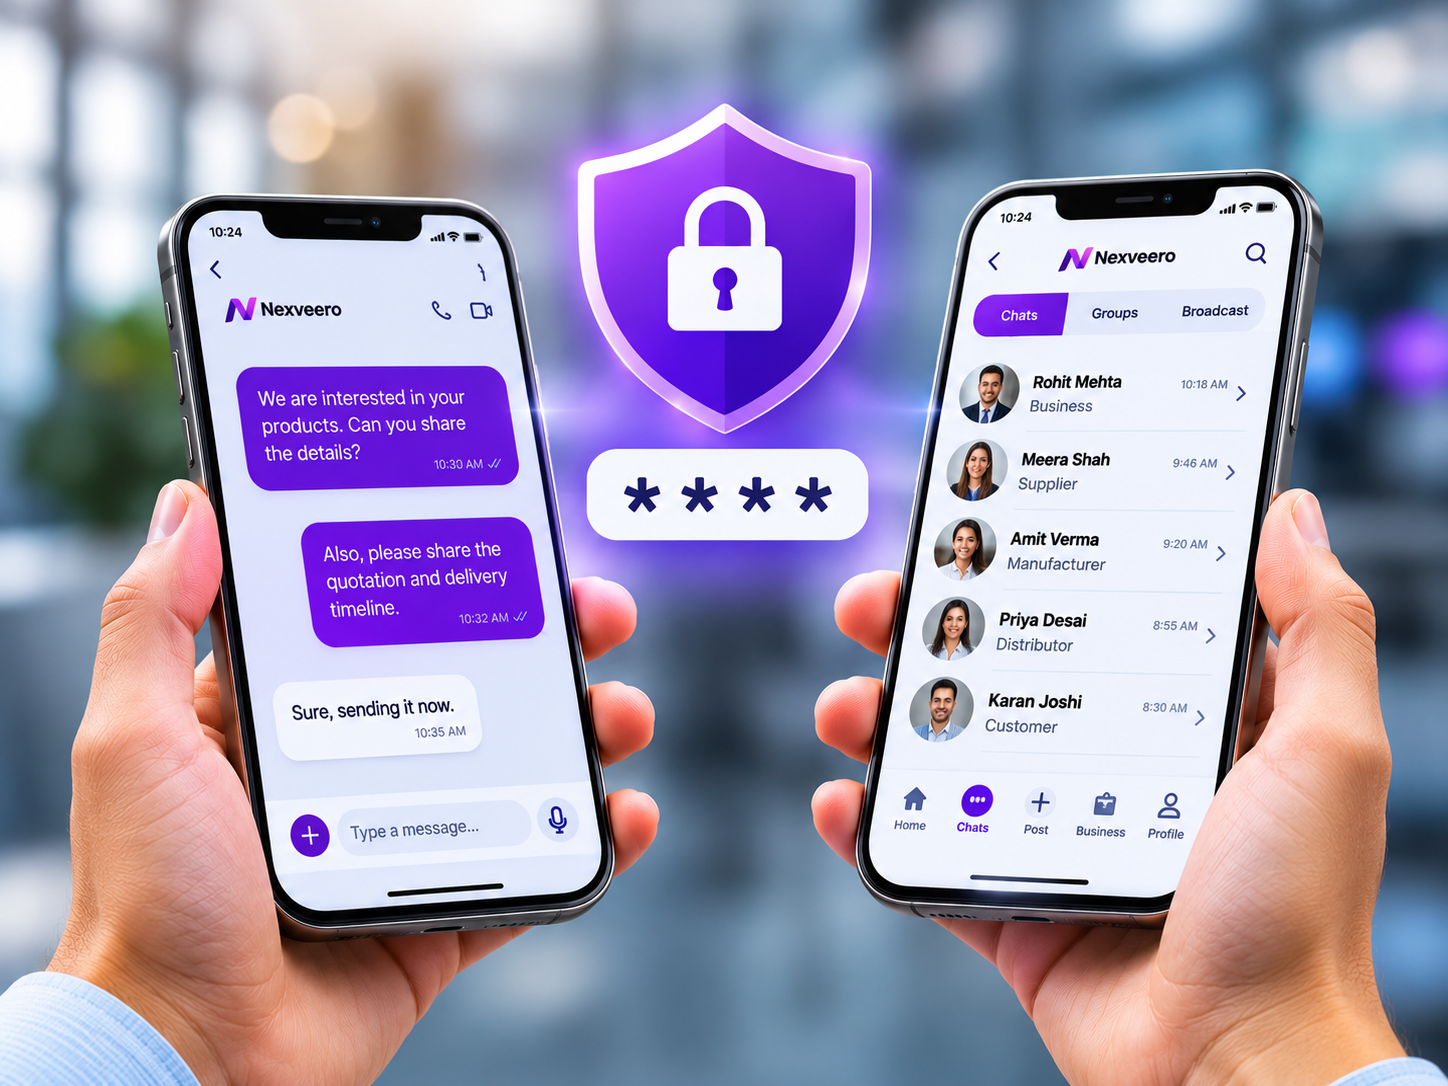 10:24
Nexveero
We are interested in your
products. Can you share
the details?
10:30 AM
Also, please share the
quotation and delivery
timeline.
10:32 AM
Sure, sending it now.
10:35 AM
Type a message...
****
10:24
Nexveero
Chats
Groups
Broadcast
Rohit Mehta
10:18 AM
Business
Meera Shah
9:46 AM
Supplier
Amit Verma
9:20 AM
Manufacturer
Priya Desai
8:55 AM
Distributor
Karan Joshi
8:30 AM
Customer
Home
Chats
Post
Business
Profile